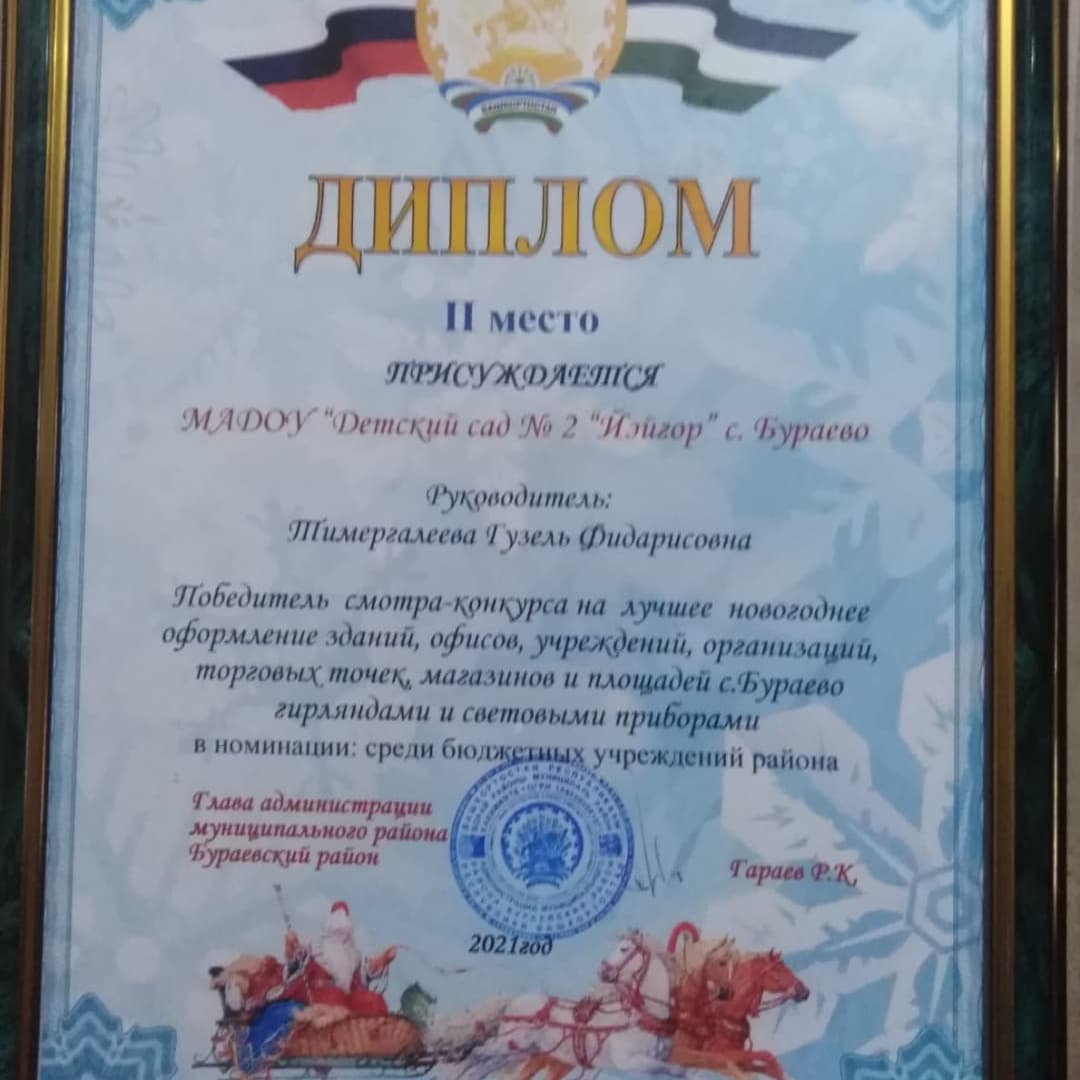 БАШКОРТОСТАН
ДИПЛОМ
II место
ПРИСУЖДАЕТСЯ
МАДОУ "Детский сад № 2 "Йэйгор" с. Бураево
Руководитель:
Тимергалеева Гузель Фидарисовна
Победитель смотра-конкурса на лучшее новогоднее
оформление зданий, офисов, учреждений, организаций,
торговых точек, магазинов и площадей с.Бураево
гирляндами и световыми приборами
в номинации: среди бюджетных учреждений района
Глава администрации
муниципального района
Бураевский район
Гараев Р.К.
2021год